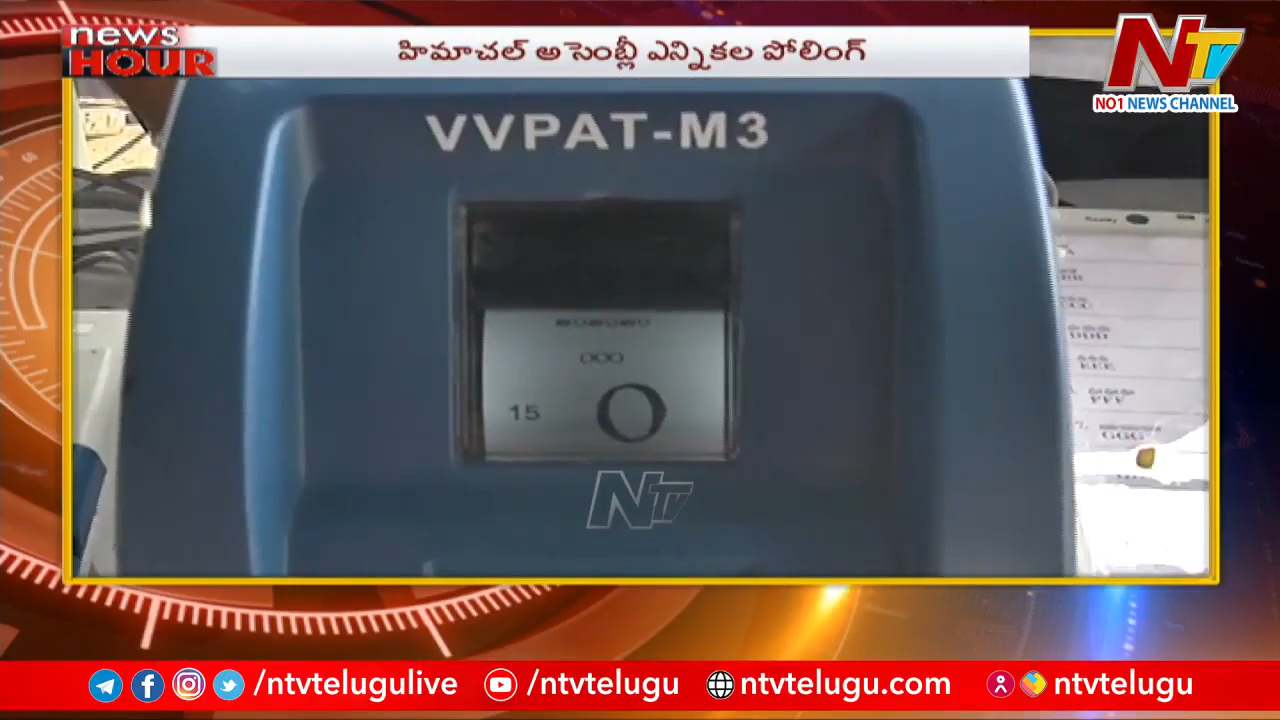 news
HOUR
హిమాచల్ అసెంబ్లీ ఎన్నికల పోలింగ్
NTV
NO1 NEWS CHANNEL
VVPAT-M3
000
15 O
NTV
/ntvtelugulive /ntvtelugu ntvtelugu.com ntvtelugu